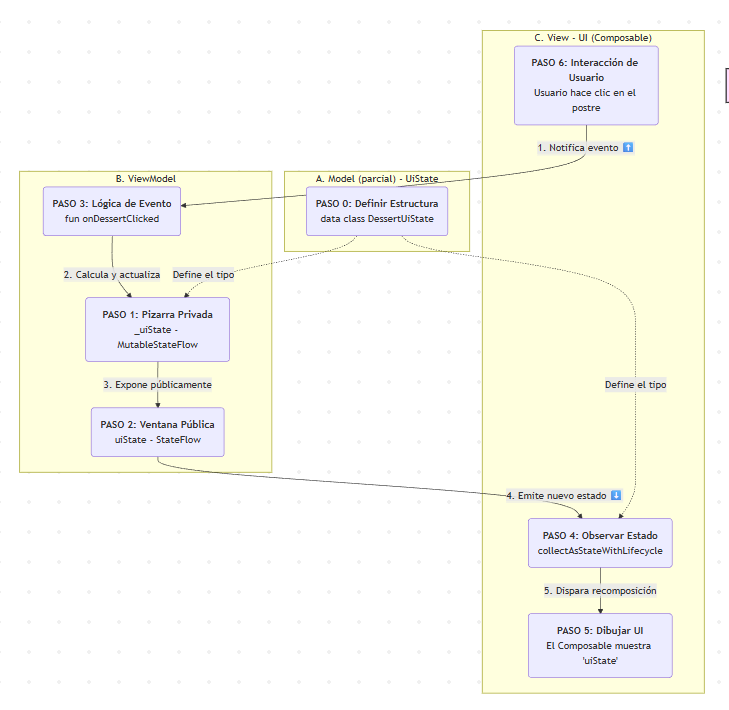 C. View - UI (Composable)
PASO 6: Interacción de
Usuario
Usuario hace clic en el
postre
1. Notifica evento ⬆️
B. ViewModel
PASO 3: Lógica de Evento
fun onDessertClicked
A. Model (parcial) - UiState
PASO 0: Definir Estructura
data class DessertUiState
2. Calcula y actualiza
Define el tipo
PASO 1: Pizarra Privada
_uiState -
MutableStateFlow
3. Expone públicamente
Define el tipo
PASO 2: Ventana Pública
uiState - StateFlow
4. Emite nuevo estado ⬇️
PASO 4: Observar Estado
collectAsStateWithLifecycle
5. Dispara recomposición
PASO 5: Dibujar UI
El Composable muestra
'uiState'